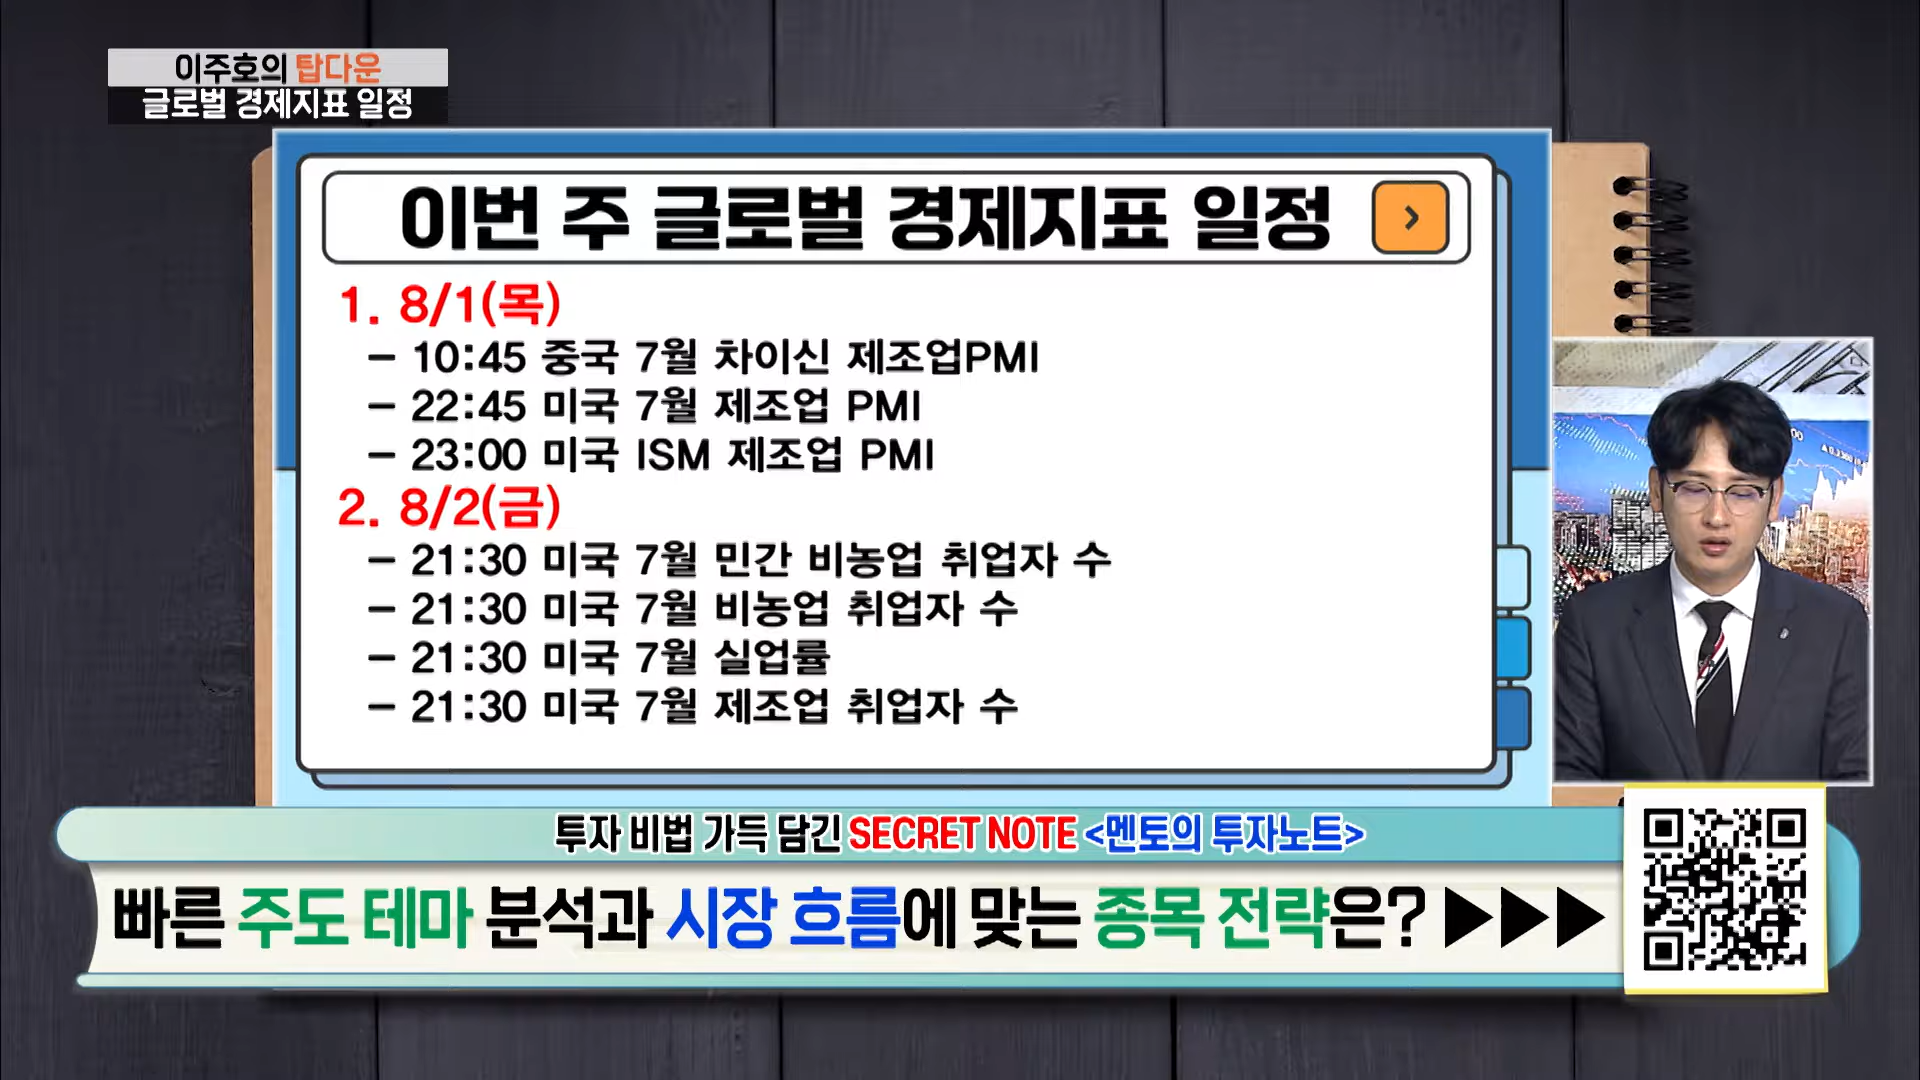 이주호의 탑다운
글로벌 경제지표 일정
이번 주 글로벌 경제지표 일정
1. 8/1(목)
- 10:45 중국 7월 차이신 제조업PMI
- 22:45 미국 7월 제조업 PMI
- 23:00 미국 ISM 제조업 PMI
2. 8/2(금)
- 21:30 미국 7월 민간 비농업 취업자 수
- 21:30 미국 7월 비농업 취업자 수
- 21:30 미국 7월 실업률
- 21:30 미국 7월 제조업 취업자 수
투자 비법 가득 담긴 SECRET NOTE <멘토의 투자노트>
빠른 주도 테마 분석과 시장 흐름에 맞는 종목 전략은? ▶▶▶